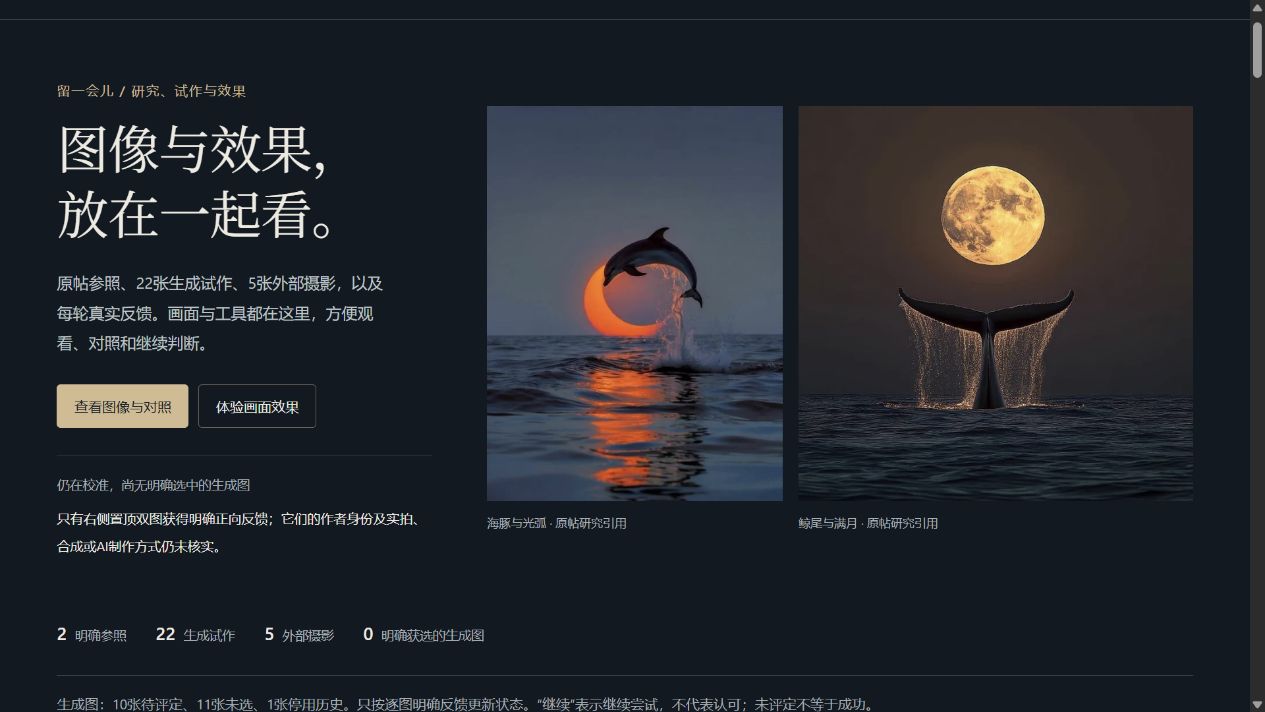 留一会儿 / 研究、试作与效果
图像与效果，
放在一起看。
原帖参照、22张生成试作、5张外部摄影，以及
每轮真实反馈。画面与工具都在这里，方便观
看、对照和继续判断。
查看图像与对照
体验画面效果
仍在校准，尚无明确选中的生成图
只有右侧置顶双图获得明确正向反馈；它们的作者身份及实拍、
合成或AI制作方式仍未核实。
海豚与光弧 · 原帖研究引用
鲸尾与满月 · 原帖研究引用
2 明确参照 22 生成试作 5 外部摄影 0 明确获选的生成图
生成图：10张待评定、11张未选、1张停用历史。只按逐图明确反馈更新状态。“继续”表示继续尝试，不代表认可；未评定不等于成功。